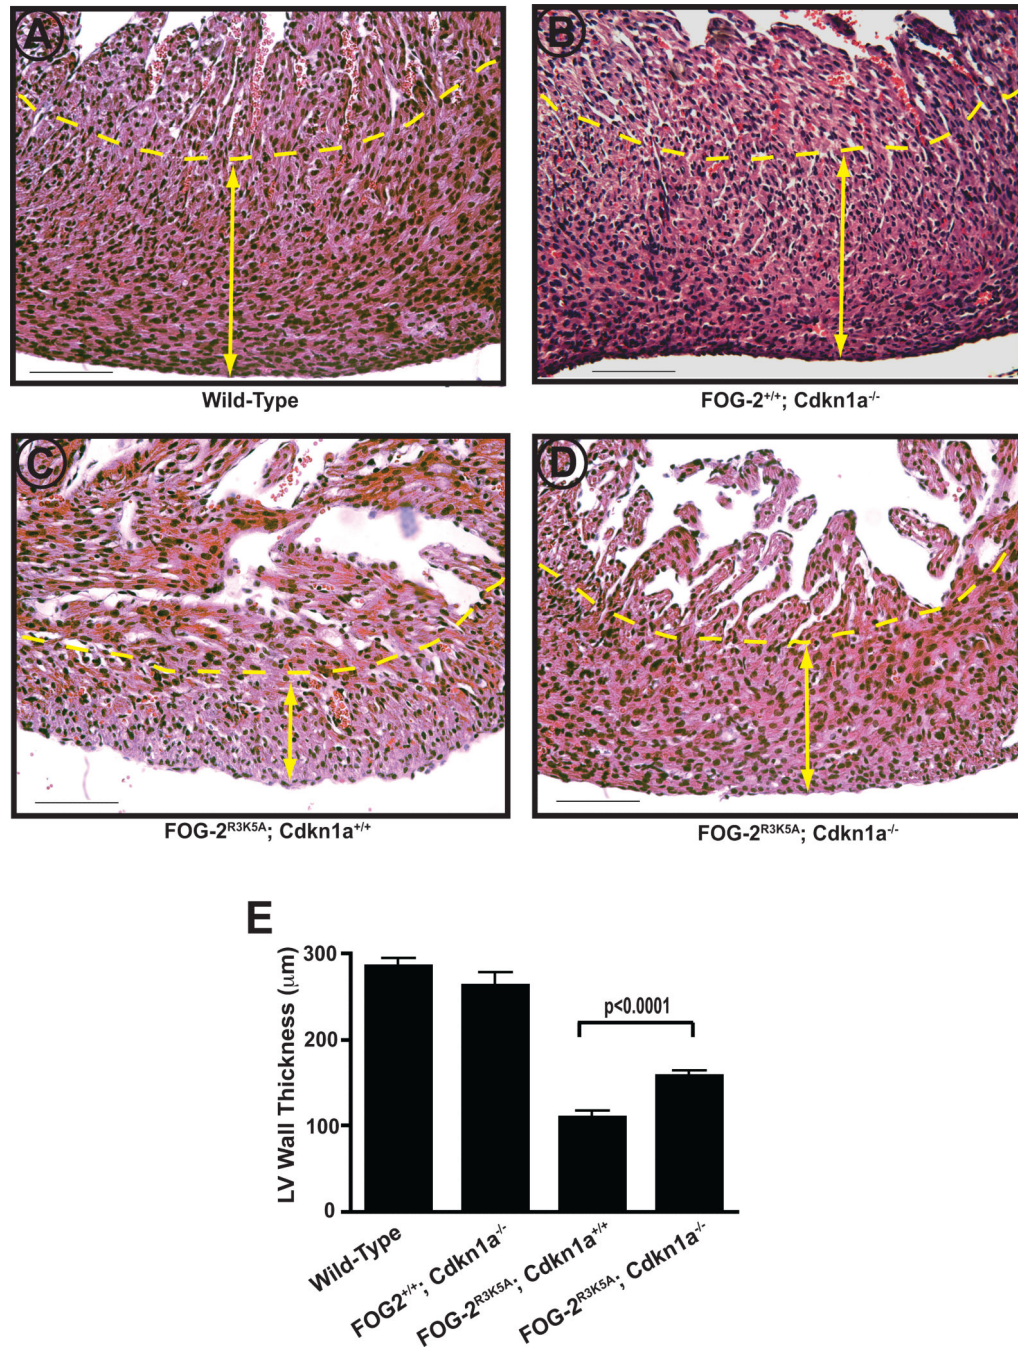 A
B
Wild-Type
FOG-2+/+; Cdkn1a-/-
C
D
FOG-2R3K5A; Cdkn1a+/+
FOG-2R3K5A; Cdkn1a-/-
E
LV Wall Thickness (μm)
300
200
100
0
p<0.0001
Wild-Type
FOG2+/+; Cdkn1a-/-
FOG-2R3K5A; Cdkn1a+/+
FOG-2R3K5A; Cdkn1a-/-